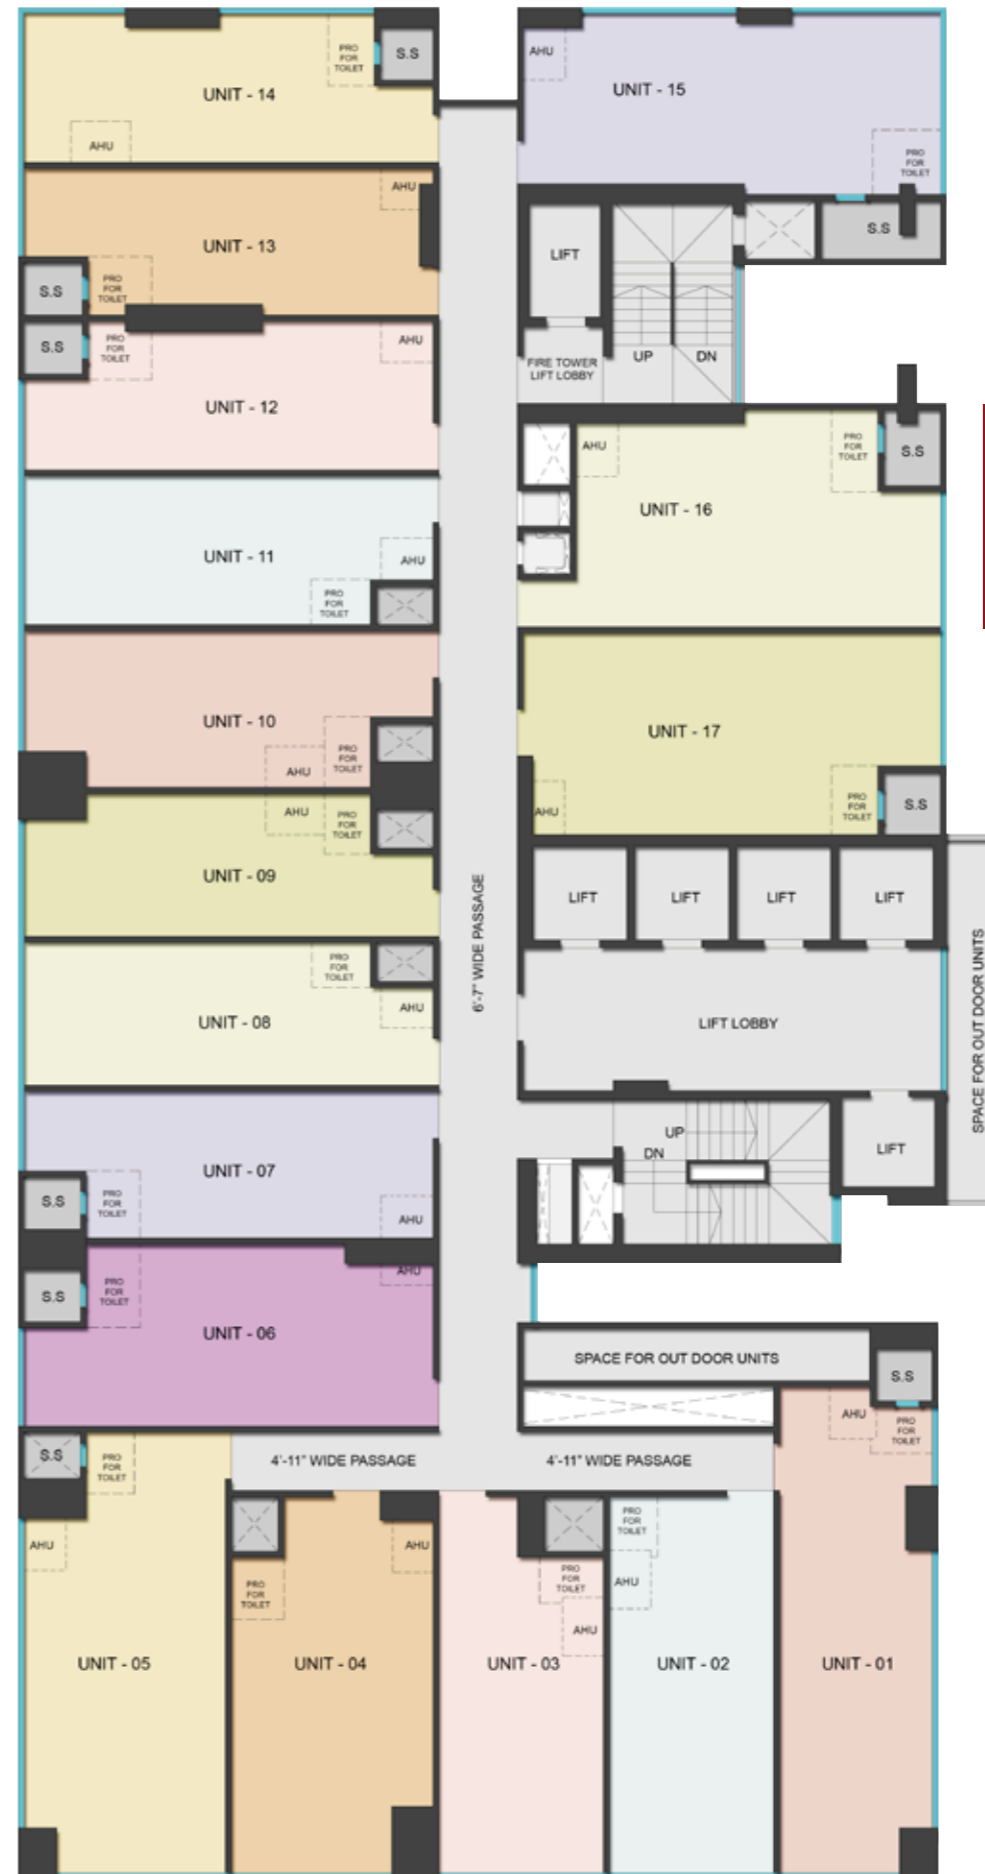 PRO
FOR
TOILET
S.S
UNIT - 14
AHU
AHU
UNIT - 15
PRO
FOR
TOILET
S.S
AHU
UNIT - 13
S.S
PRO
FOR
TOILET
LIFT
UP
DN
FIRE TOWER
LIFT LOBBY
S.S
PRO
FOR
TOILET
AHU
UNIT - 12
AHU
PRO
FOR
TOILET
S.S
UNIT - 16
UNIT - 11
AHU
PRO
FOR
TOILET
UNIT - 10
AHU
PRO
FOR
TOILET
UNIT - 17
AHU
PRO
FOR
TOILET
S.S
AHU
PRO
FOR
TOILET
UNIT - 09
6'-7" WIDE PASSAGE
LIFT
LIFT
LIFT
LIFT
LIFT LOBBY
SPACE FOR OUT DOOR UNITS
PRO
FOR
TOILET
AHU
UNIT - 08
UP
DN
LIFT
UNIT - 07
S.S
PRO
FOR
TOILET
AHU
S.S
PRO
FOR
TOILET
AHU
UNIT - 06
SPACE FOR OUT DOOR UNITS
S.S
AHU
PRO
FOR
TOILET
S.S
PRO
FOR
TOILET
4'-11" WIDE PASSAGE
4'-11" WIDE PASSAGE
AHU
PRO
FOR
TOILET
AHU
PRO
FOR
TOILET
AHU
PRO
FOR
TOILET
AHU
UNIT - 05
UNIT - 04
UNIT - 03
UNIT - 02
UNIT - 01